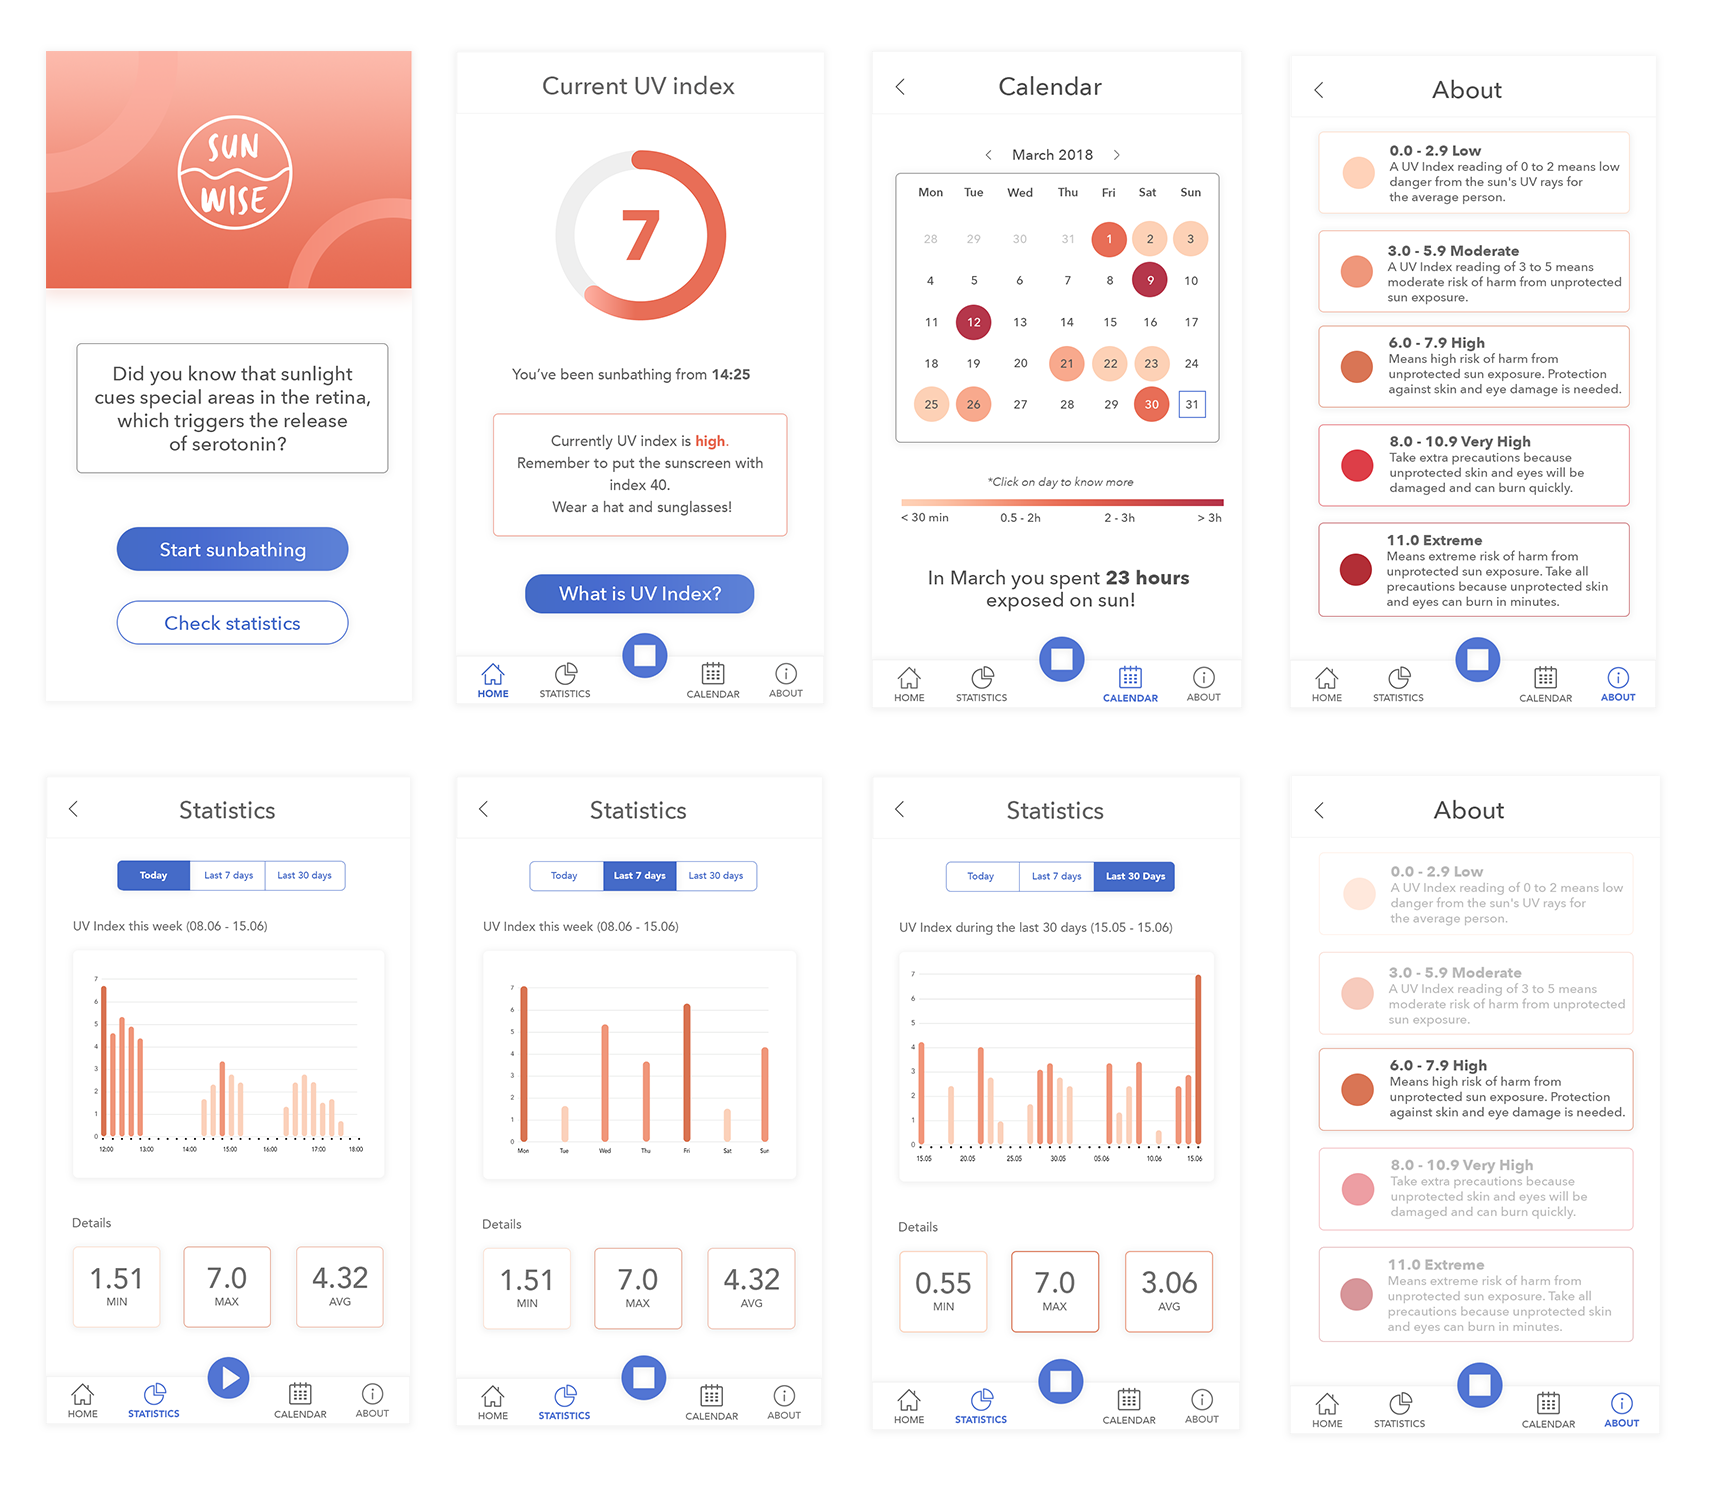 SUN
WISE
Did you know that sunlight
cues special areas in the retina,
which triggers the release
of serotonin?
Start sunbathing
Check statistics
Current UV index
7
You've been sunbathing from 14:25
Currently UV index is high.
Remember to put the sunscreen with
index 40.
Wear a hat and sunglasses!
What is UV Index?
HOME STATISTICS CALENDAR ABOUT
Calendar
March 2018
Mon Tue Wed Thu Fri Sat Sun
28 29 30 31 1 2 3
4 5 6 7 8 9 10
11 12 13 14 15 16 17
18 19 20 21 22 23 24
25 26 27 28 29 30 31
*Click on day to know more
< 30 min 0.5 - 2h 2 - 3h > 3h
In March you spent 23 hours
exposed on sun!
HOME STATISTICS CALENDAR ABOUT
About
0.0 - 2.9 Low
A UV Index reading of 0 to 2 means low
danger from the sun's UV rays for
the average person.
3.0 - 5.9 Moderate
A UV Index reading of 3 to 5 means
moderate risk of harm from unprotected
sun exposure.
6.0 - 7.9 High
Means high risk of harm from
unprotected sun exposure. Protection
against skin and eye damage is needed.
8.0 - 10.9 Very High
Take extra precautions because
unprotected skin and eyes will be
damaged and can burn quickly.
11.0 Extreme
Means extreme risk of harm from
unprotected sun exposure. Take all
precautions because unprotected skin
and eyes can burn in minutes.
HOME STATISTICS CALENDAR ABOUT
Statistics
Today Last 7 days Last 30 days
UV Index this week (08.06 - 15.06)
7
6
5
4
3
2
1
0
12:00 13:00 14:00 15:00 16:00 17:00 18:00
Details
1.51 7.0 4.32
MIN MAX AVG
HOME STATISTICS CALENDAR ABOUT
Statistics
Today Last 7 days Last 30 days
UV Index this week (08.06 - 15.06)
7
6
5
4
3
2
1
0
Mon Tue Wed Thu Fri Sat Sun
Details
1.51 7.0 4.32
MIN MAX AVG
HOME STATISTICS CALENDAR ABOUT
Statistics
Today Last 7 days Last 30 Days
UV Index during the last 30 days (15.05 - 15.06)
7
6
5
4
3
2
1
0
15.05 20.05 25.05 30.05 05.06 10.06 15.06
Details
0.55 7.0 3.06
MIN MAX AVG
HOME STATISTICS CALENDAR ABOUT
About
0.0 - 2.9 Low
A UV Index reading of 0 to 2 means low
danger from the sun's UV rays for
the average person.
3.0 - 5.9 Moderate
A UV Index reading of 3 to 5 means
moderate risk of harm from unprotected
sun exposure.
6.0 - 7.9 High
Means high risk of harm from
unprotected sun exposure. Protection
against skin and eye damage is needed.
8.0 - 10.9 Very High
Take extra precautions because
unprotected skin and eyes will be
damaged and can burn quickly.
11.0 Extreme
Means extreme risk of harm from
unprotected sun exposure. Take all
precautions because unprotected skin
and eyes can burn in minutes.
HOME STATISTICS CALENDAR ABOUT